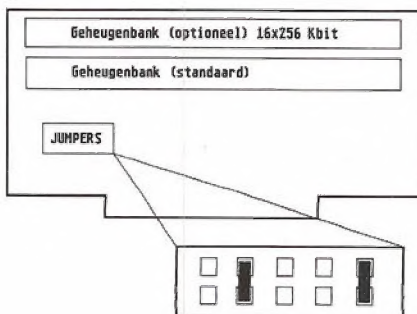 Geheugenbank (optioneel) 16x256 Kbit
Geheugenbank (standaard)
JUMPERS